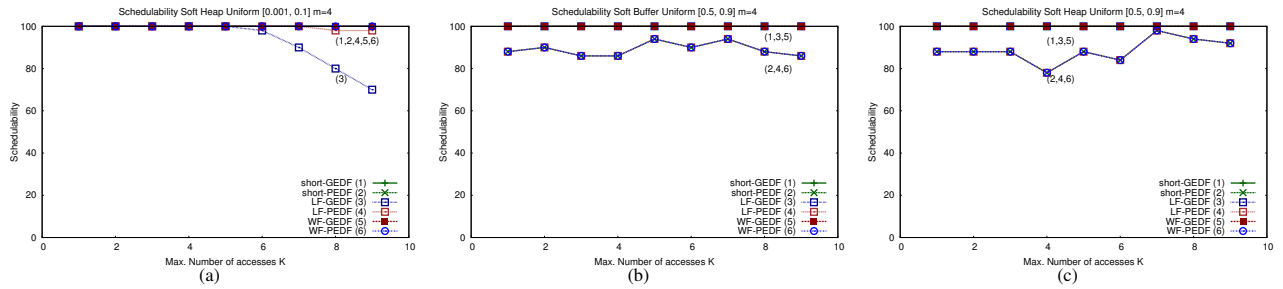 Schedulability Soft Heap Uniform [0.001, 0.1] m=4
100
80
60
40
20
0
Schedulability
(1,2,4,5,6)
(3)
short-GEDF (1)
short-PEDF (2)
LF-GEDF (3)
LF-PEDF (4)
WF-GEDF (5)
WF-PEDF (6)
0 2 4 6 8 10
Max. Number of accesses K
(a)
Schedulability Soft Buffer Uniform [0.5, 0.9] m=4
100
80
60
40
20
0
Schedulability
(1,3,5)
(2,4,6)
short-GEDF (1)
short-PEDF (2)
LF-GEDF (3)
LF-PEDF (4)
WF-GEDF (5)
WF-PEDF (6)
0 2 4 6 8 10
Max. Number of accesses K
(b)
Schedulability Soft Heap Uniform [0.5, 0.9] m=4
100
80
60
40
20
0
Schedulability
(1,3,5)
(2,4,6)
short-GEDF (1)
short-PEDF (2)
LF-GEDF (3)
LF-PEDF (4)
WF-GEDF (5)
WF-PEDF (6)
0 2 4 6 8 10
Max. Number of accesses K
(c)